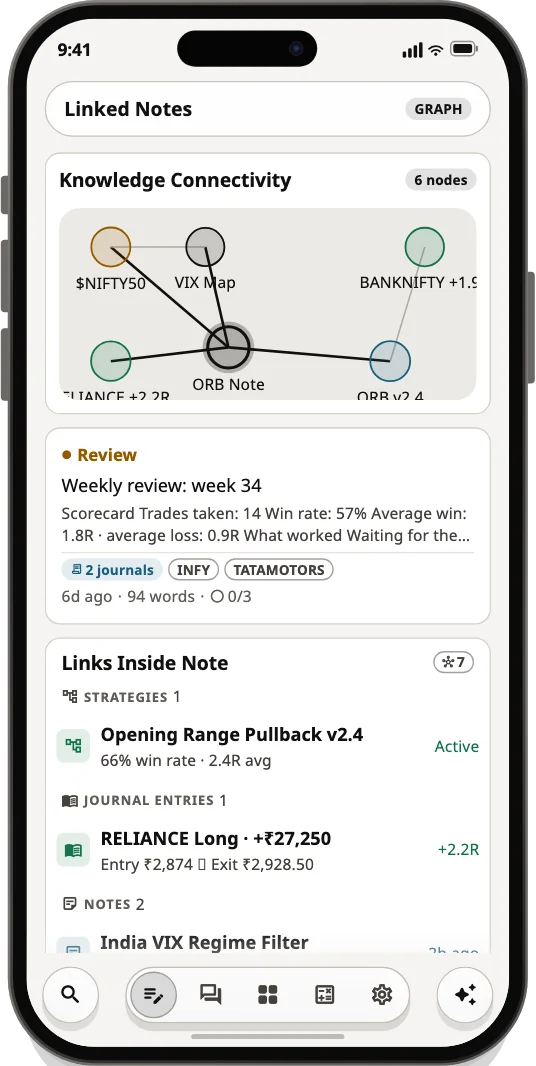 9:41
Linked Notes
GRAPH
Knowledge Connectivity
6 nodes
$NIFTY50
VIX Map
BANKNIFTY +1.9
ORB Note
ELIANCE +2.2R
ORB v2.4
Review
Weekly review: week 34
Scorecard Trades taken: 14 Win rate: 57% Average win:
1.8R · average loss: 0.9R What worked Waiting for the...
2 journals
INFY
TATAMOTORS
6d ago · 94 words · 0/3
Links Inside Note
7
STRATEGIES 1
Opening Range Pullback v2.4
66% win rate · 2.4R avg
Active
JOURNAL ENTRIES 1
RELIANCE Long · +₹27,250
Entry ₹2,874 ▯ Exit ₹2,928.50
+2.2R
NOTES 2
India VIX Regime Filter
2h ago